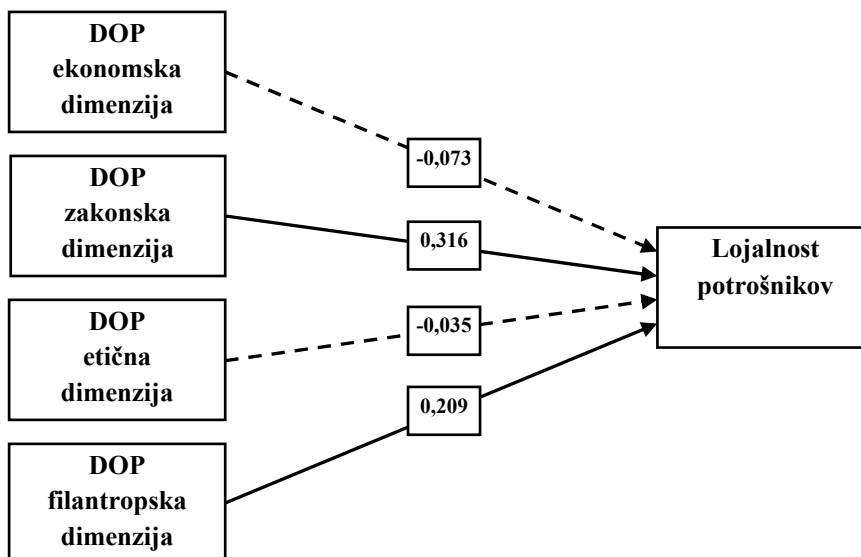 DOP
ekonomska
dimenzija
-0,073
DOP
zakonska
dimenzija
0,316
Lojalnost
potrošnikov
DOP
etična
dimenzija
-0,035
DOP
filantropska
dimenzija
0,209